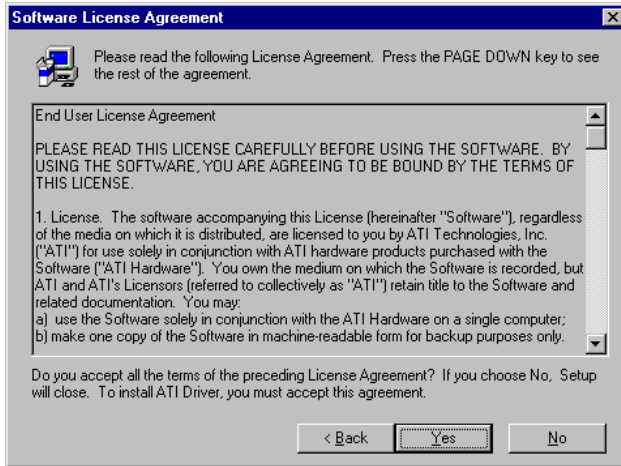 Software License Agreement
Please read the following License Agreement. Press the PAGE DOWN key to see
the rest of the agreement.
End User License Agreement
PLEASE READ THIS LICENSE CAREFULLY BEFORE USING THE SOFTWARE. BY
USING THE SOFTWARE, YOU ARE AGREEING TO BE BOUND BY THE TERMS OF
THIS LICENSE.
1. License. The software accompanying this License (hereinafter "Software"), regardless
of the media on which it is distributed, are licensed to you by ATI Technologies, Inc.
("ATI") for use solely in conjunction with ATI hardware products purchased with the
Software ("ATI Hardware"). You own the medium on which the Software is recorded, but
ATI and ATI's Licensors (referred to collectively as "ATI") retain title to the Software and
related documentation. You may:
a) use the Software solely in conjunction with the ATI Hardware on a single computer;
b) make one copy of the Software in machine-readable form for backup purposes only.
Do you accept all the terms of the preceding License Agreement? If you choose No, Setup
will close. To install ATI Driver, you must accept this agreement.
< Back Yes No